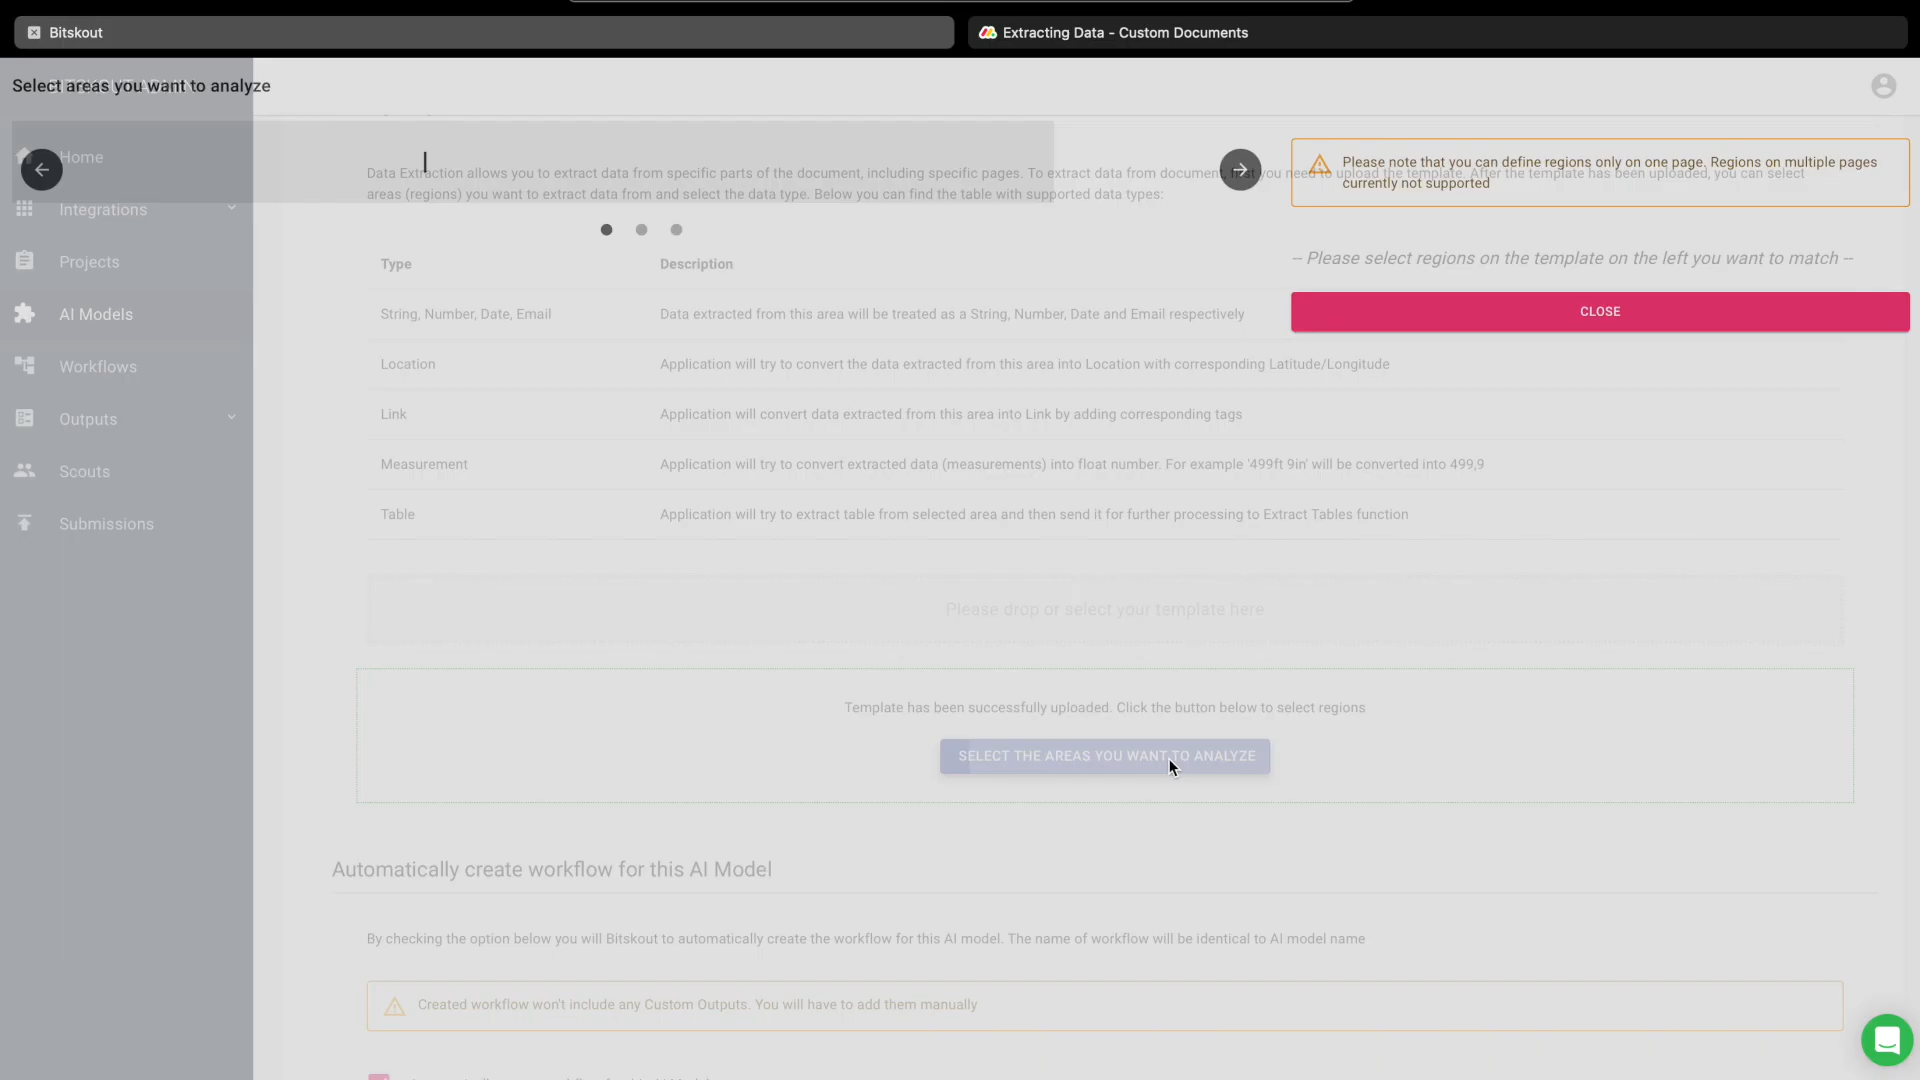 Bitskout
Extracting Data - Custom Documents
Select areas you want to analyze
Home
Integrations
Projects
AI Models
Workflows
Outputs
Scouts
Submissions
Data Extraction allows you to extract data from specific parts of the document, including specific pages. To extract data from document, first you need to upload the template. After the template has been uploaded, you can select
areas (regions) you want to extract data from and select the data type. Below you can find the table with supported data types:
Please note that you can define regions only on one page. Regions on multiple pages
currently not supported
-- Please select regions on the template on the left you want to match --
CLOSE
Type Description
String, Number, Date, Email Data extracted from this area will be treated as a String, Number, Date and Email respectively
Location Application will try to convert the data extracted from this area into Location with corresponding Latitude/Longitude
Link Application will convert data extracted from this area into Link by adding corresponding tags
Measurement Application will try to convert extracted data (measurements) into float number. For example '499ft 9in' will be converted into 499,9
Table Application will try to extract table from selected area and then send it for further processing to Extract Tables function
Please drop or select your template here
Template has been successfully uploaded. Click the button below to select regions
SELECT THE AREAS YOU WANT TO ANALYZE
Automatically create workflow for this AI Model
By checking the option below you will Bitskout to automatically create the workflow for this AI model. The name of workflow will be identical to AI model name
Created workflow won't include any Custom Outputs. You will have to add them manually